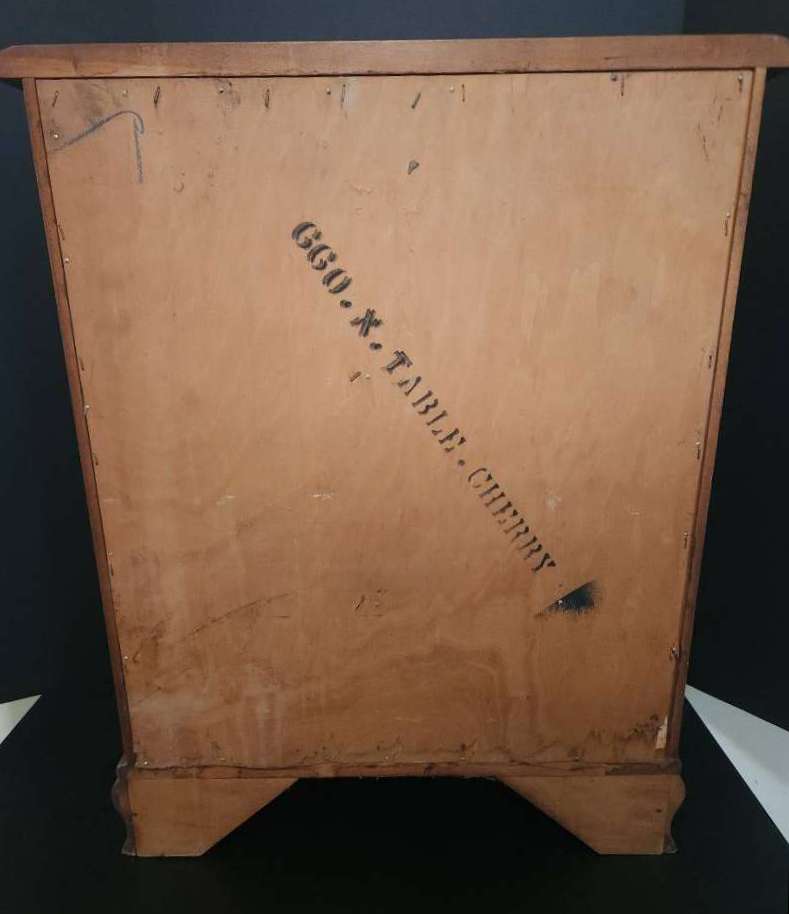 660. X. TABLE. CHERRY